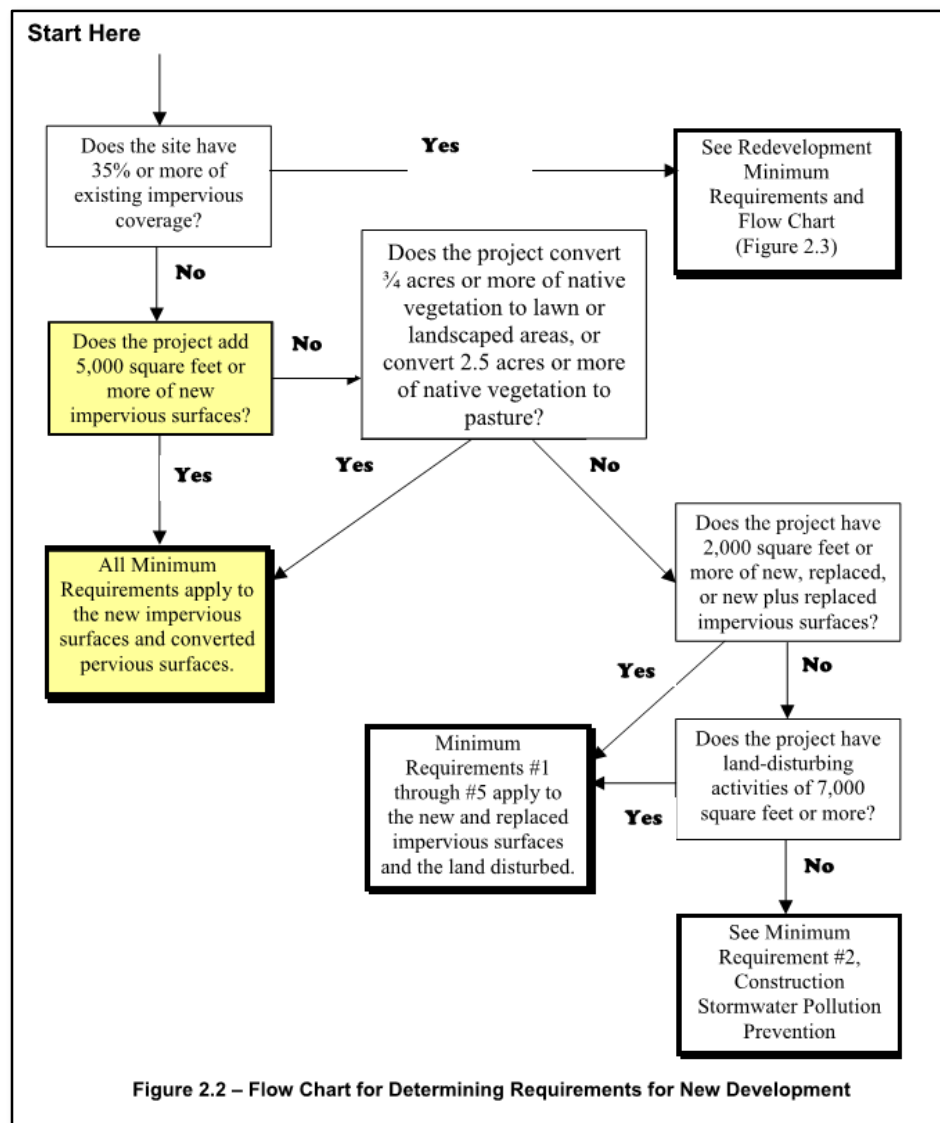 Start Here
Does the site have
35% or more of
existing impervious
coverage?
Yes
See Redevelopment
Minimum
Requirements and
Flow Chart
(Figure 2.3)
No
Does the project convert
¾ acres or more of native
vegetation to lawn or
landscaped areas, or
convert 2.5 acres or more
of native vegetation to
pasture?
Does the project add
5,000 square feet or
more of new
impervious surfaces?
No
Yes
Yes
No
All Minimum
Requirements apply to
the new impervious
surfaces and converted
pervious surfaces.
Does the project have
2,000 square feet or
more of new, replaced,
or new plus replaced
impervious surfaces?
Yes
No
Minimum
Requirements #1
through #5 apply to
the new and replaced
impervious surfaces
and the land disturbed.
Does the project have
land-disturbing
activities of 7,000
square feet or more?
Yes
No
See Minimum
Requirement #2,
Construction
Stormwater Pollution
Prevention
Figure 2.2 – Flow Chart for Determining Requirements for New Development